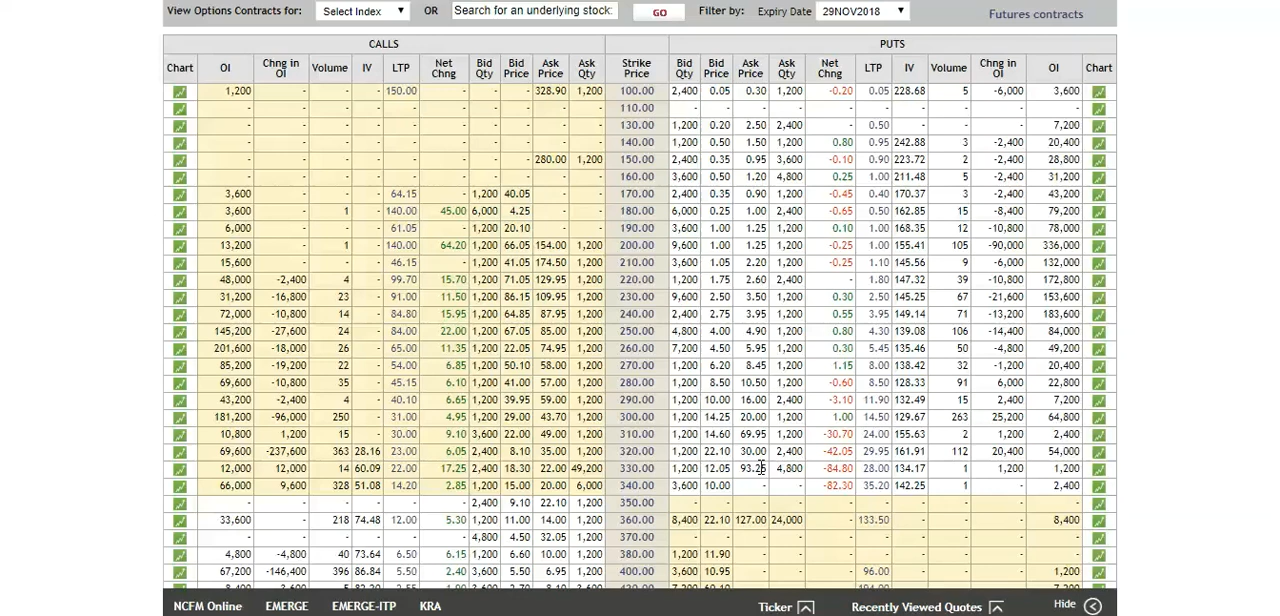 View Options Contracts for: Select Index OR Search for an underlying stock: GO Filter by: Expiry Date 29NOV2018 Futures contracts
CALLS PUTS
Chart OI Chng in OI Volume IV LTP Net Chng Bid Qty Bid Price Ask Price Ask Qty Strike Price Bid Qty Bid Price Ask Price Ask Qty Net Chng LTP IV Volume Chng in OI OI Chart
1,200 - - - 150.00 - - - 328.90 1,200 100.00 2,400 0.05 0.30 1,200 -0.20 0.05 228.68 5 -6,000 3,600
- - - - - - - - - - 110.00 - - - - - - - - - -
- - - - - - - - - - 130.00 1,200 0.20 2.50 2,400 - 0.50 - - - 7,200
- - - - - - - - - - 140.00 1,200 0.50 1.50 1,200 0.80 0.95 242.88 3 -2,400 20,400
- - - - - - - - 280.00 1,200 150.00 2,400 0.35 0.95 3,600 -0.10 0.90 223.72 2 -2,400 28,800
- - - - - - - - - - 160.00 3,600 0.50 1.20 4,800 0.25 1.00 211.48 5 -2,400 31,200
3,600 - - - 64.15 - 1,200 40.05 - - 170.00 2,400 0.35 0.90 1,200 -0.45 0.40 170.37 3 -2,400 43,200
3,600 - 1 - 140.00 45.00 6,000 4.25 - - 180.00 6,000 0.25 1.00 2,400 -0.65 0.50 162.85 15 -8,400 79,200
6,000 - - - 61.05 - 1,200 20.10 - - 190.00 3,600 1.00 1.25 1,200 0.10 1.00 168.35 12 -10,800 78,000
13,200 - 1 - 140.00 64.20 1,200 66.05 154.00 1,200 200.00 9,600 1.00 1.25 1,200 -0.25 1.00 155.41 105 -90,000 336,000
15,600 - - - 46.15 - 1,200 41.05 174.50 1,200 210.00 3,600 1.05 2.20 1,200 -0.25 1.10 145.56 9 -6,000 132,000
48,000 -2,400 4 - 99.70 15.70 1,200 71.05 129.95 1,200 220.00 1,200 1.75 2.60 2,400 - 1.80 147.32 39 -10,800 172,800
31,200 -16,800 23 - 91.00 11.50 1,200 86.15 109.95 1,200 230.00 9,600 2.50 3.50 1,200 0.30 2.50 145.25 67 -21,600 153,600
72,000 -10,800 14 - 84.80 15.95 1,200 64.85 87.95 1,200 240.00 2,400 2.75 3.95 1,200 0.55 3.95 149.14 71 -13,200 183,600
145,200 -27,600 24 - 84.00 22.00 1,200 67.05 85.00 1,200 250.00 4,800 4.00 4.90 1,200 0.80 4.30 139.08 106 -14,400 84,000
201,600 -18,000 26 - 65.00 11.35 1,200 22.05 74.95 1,200 260.00 7,200 4.50 5.95 1,200 0.30 5.45 135.46 50 -4,800 49,200
85,200 -19,200 22 - 54.00 6.85 1,200 50.10 58.00 1,200 270.00 1,200 6.20 8.45 1,200 1.15 8.00 138.42 32 -1,200 20,400
69,600 -10,800 35 - 45.15 6.10 1,200 41.00 57.00 1,200 280.00 1,200 8.50 10.50 1,200 -0.60 8.50 128.33 91 6,000 22,800
43,200 -2,400 4 - 40.10 6.65 1,200 39.95 59.00 1,200 290.00 1,200 10.00 16.00 2,400 -3.10 11.90 132.49 15 2,400 7,200
181,200 -96,000 250 - 31.00 4.95 1,200 29.00 43.70 1,200 300.00 1,200 14.25 20.00 1,200 1.00 14.50 129.67 263 25,200 64,800
10,800 1,200 15 - 30.00 9.10 3,600 22.00 49.00 1,200 310.00 1,200 14.60 69.95 1,200 -30.70 24.00 155.63 2 1,200 2,400
69,600 -237,600 363 28.16 23.00 6.05 2,400 8.10 35.00 1,200 320.00 1,200 22.10 30.00 2,400 -42.05 29.95 161.91 112 20,400 54,000
12,000 12,000 14 60.09 22.00 17.25 2,400 18.30 22.00 49,200 330.00 1,200 12.05 93.25 4,800 -84.80 28.00 134.17 1 1,200 1,200
66,000 9,600 328 51.08 14.20 2.85 1,200 15.00 20.00 6,000 340.00 3,600 10.00 - - -82.30 35.20 142.25 1 - 2,400
- - - - - - 2,400 9.10 22.10 1,200 350.00 - - - - - - - - - -
33,600 - 218 74.48 12.00 5.30 1,200 11.00 14.00 1,200 360.00 8,400 22.10 127.00 24,000 - 133.50 - - - 8,400
- - - - - - 4,800 4.50 32.05 1,200 370.00 - - - - - - - - - -
4,800 -4,800 40 73.64 6.50 6.15 1,200 6.60 10.00 1,200 380.00 1,200 11.90 - - - - - - - -
67,200 -146,400 396 86.84 5.50 2.40 3,600 5.50 6.95 1,200 400.00 3,600 10.95 - - - 96.00 - - - 1,200
NCFM Online EMERGE EMERGE-ITP KRA Ticker Recently Viewed Quotes Hide